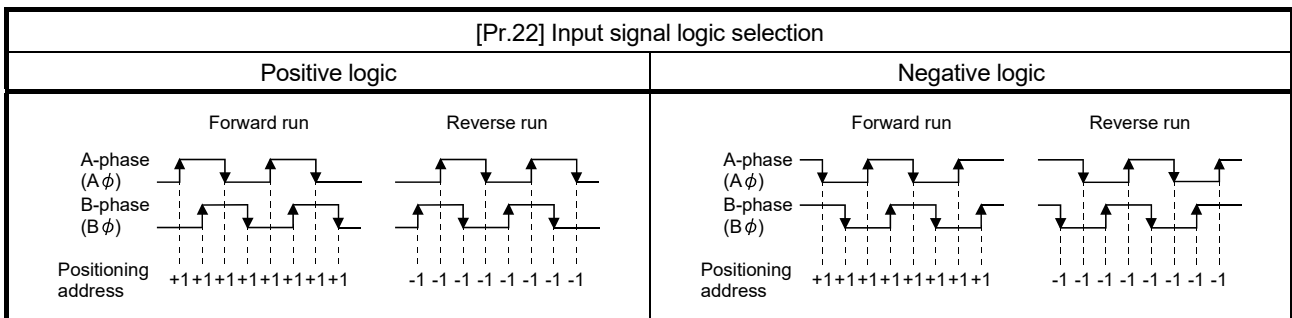 [Pr.22] Input signal logic selection
Positive logic
Negative logic
Forward run
Reverse run
A-phase
(Aϕ)
B-phase
(Bϕ)
Positioning
address
+1+1+1+1+1+1+1+1
-1 -1 -1 -1 -1 -1 -1 -1
Forward run
Reverse run
A-phase
(Aϕ)
B-phase
(Bϕ)
Positioning
address
+1+1+1+1+1+1+1+1
-1 -1 -1 -1 -1 -1 -1 -1